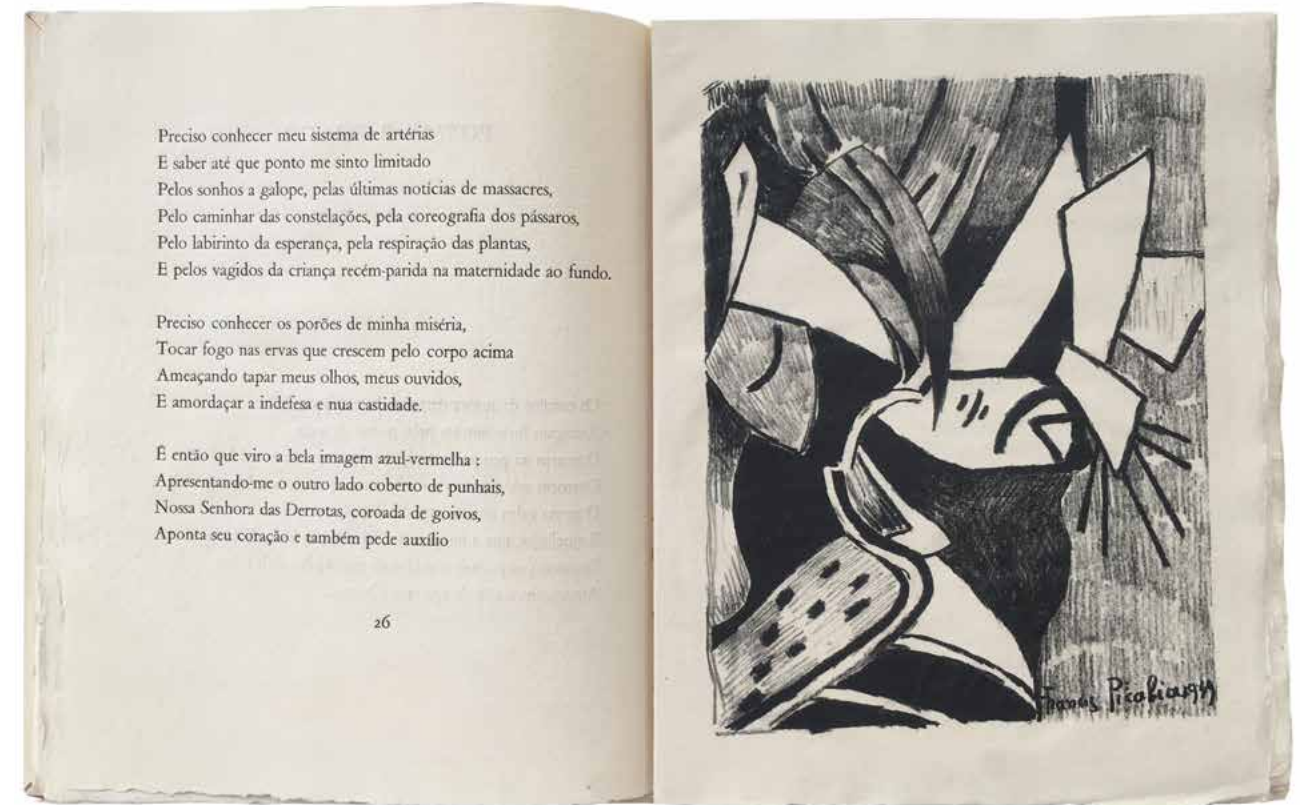 Preciso conhecer meu sistema de artérias
E saber até que ponto me sinto limitado
Pelos sonhos a galope, pelas últimas notícias de massacres,
Pelo caminhar das constelações, pela coreografia dos pássaros,
Pelo labirinto da esperança, pela respiração das plantas,
E pelos vagidos da criança recém-parida na maternidade ao fundo.
Preciso conhecer os porões de minha miséria,
Tocar fogo nas ervas que crescem pelo corpo acima
Ameaçando tapar meus olhos, meus ouvidos,
E amordaçar a indefesa e nua castidade.
É então que viro a bela imagem azul-vermelha :
Apresentando-me o outro lado coberto de punhais,
Nossa Senhora das Derrotas, coroada de goivos,
Aponta seu coração e também pede auxílio
26
Francis Picabia 1949